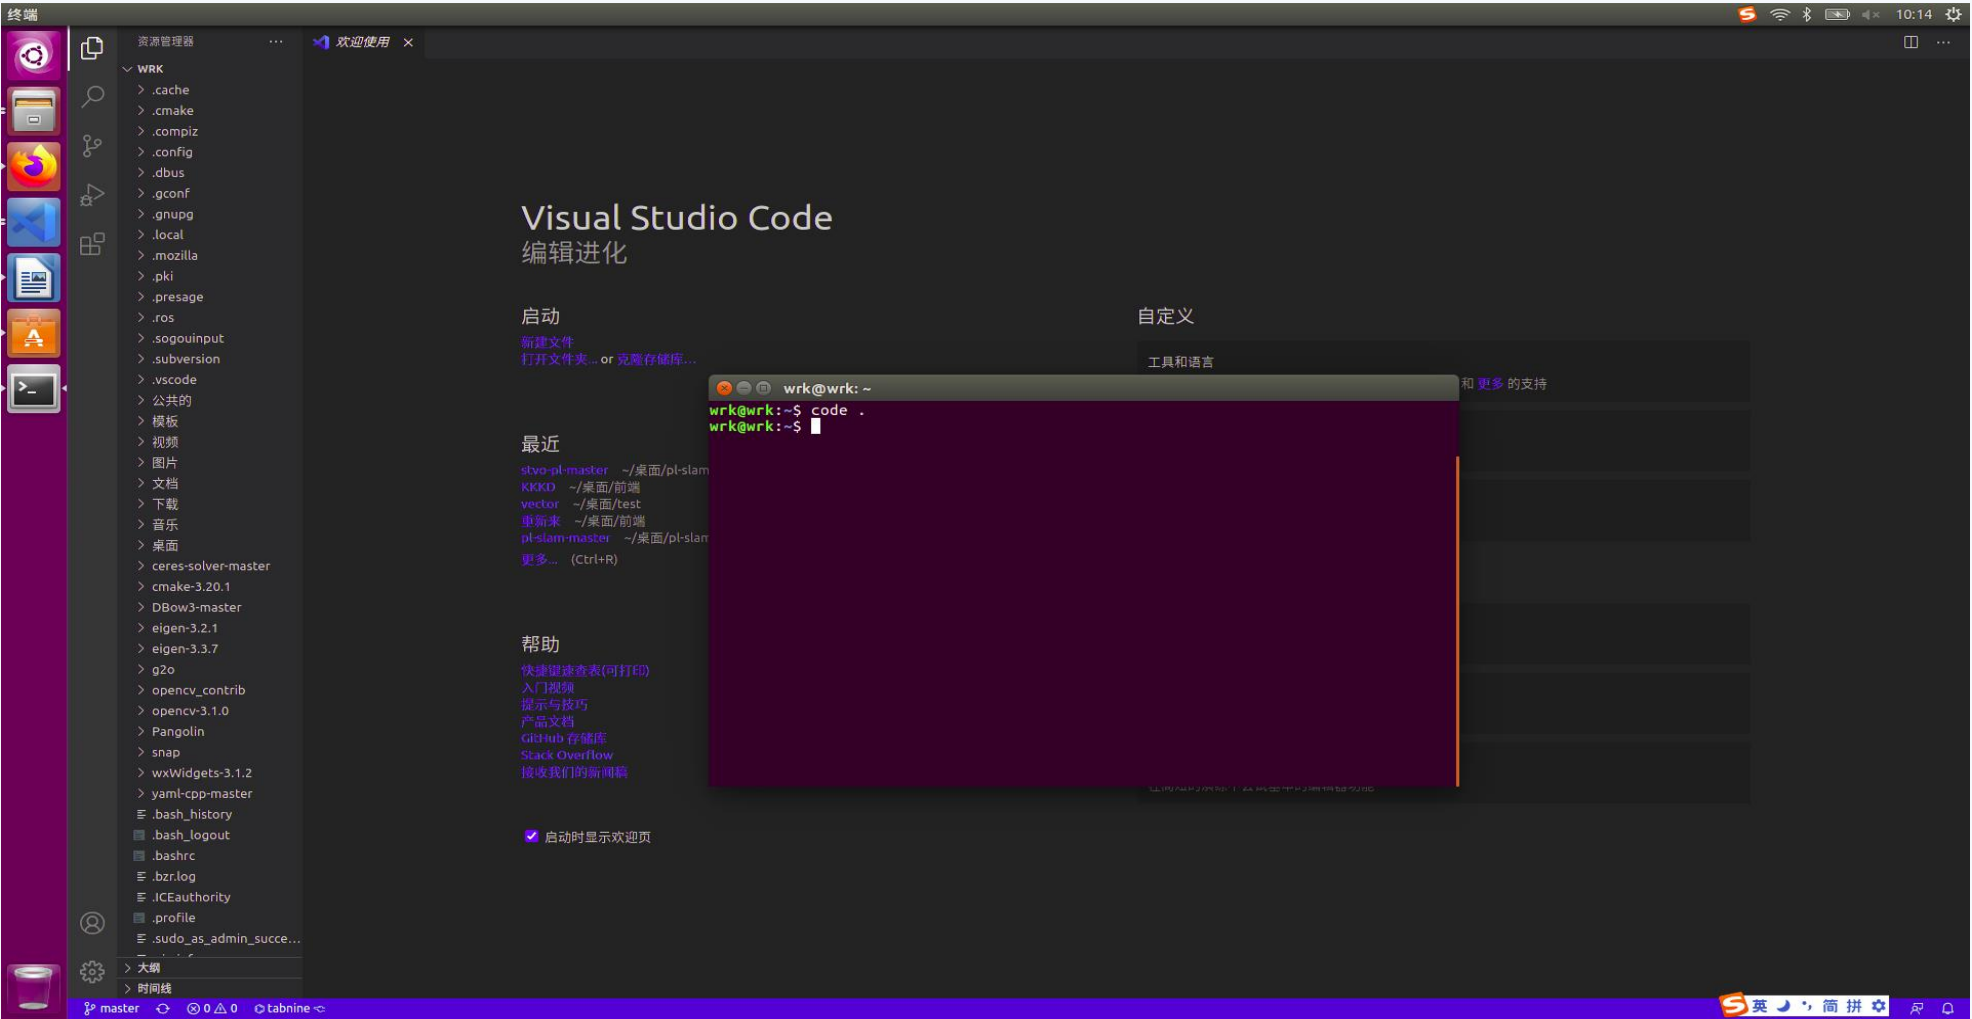 终端
10:14
资源管理器
欢迎使用
WRK
.cache
.cmake
.compiz
.config
.dbus
.gconf
.gnupg
.local
.mozilla
.pki
.presage
.ros
.sogouinput
.subversion
.vscode
公共的
模板
视频
图片
文档
下载
音乐
桌面
ceres-solver-master
cmake-3.20.1
DBow3-master
eigen-3.2.1
eigen-3.3.7
g2o
opencv_contrib
opencv-3.1.0
Pangolin
snap
wxWidgets-3.1.2
yaml-cpp-master
.bash_history
.bash_logout
.bashrc
.bzr.log
.ICEauthority
.profile
.sudo_as_admin_succe...
大纲
时间线
Visual Studio Code
编辑进化
启动
新建文件
打开文件夹... or 克隆存储库...
最近
stvo-pl-master ~/桌面/pl-slam
KKKD ~/桌面/前端
vector ~/桌面/test
重新来 ~/桌面/前端
pl-slam-master ~/桌面/pl-slam
更多... (Ctrl+R)
帮助
快捷键速查表(可打印)
入门视频
提示与技巧
产品文档
GitHub 存储库
Stack Overflow
接收我们的新闻稿
启动时显示欢迎页
自定义
工具和语言
和 更多 的支持
wrk@wrk: ~
wrk@wrk:~$ code .
wrk@wrk:~$
master 0 0 tabnine
英 简 拼